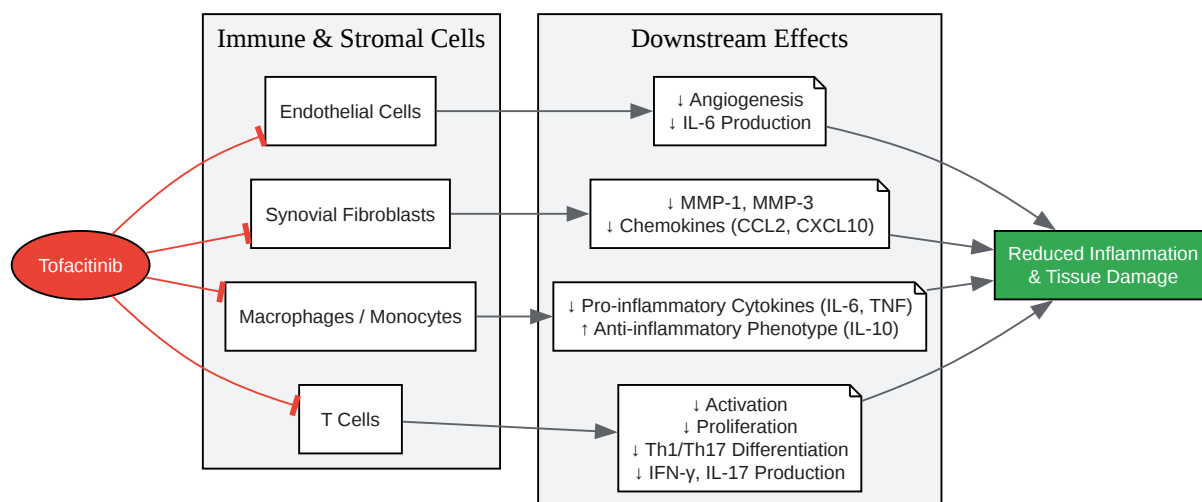 Immune & Stromal Cells
Downstream Effects
Endothelial Cells
↓ Angiogenesis
↓ IL-6 Production
Synovial Fibroblasts
↓ MMP-1, MMP-3
↓ Chemokines (CCL2, CXCL10)
Tofacitinib
Reduced Inflammation
& Tissue Damage
Macrophages / Monocytes
↓ Pro-inflammatory Cytokines (IL-6, TNF)
↑ Anti-inflammatory Phenotype (IL-10)
T Cells
↓ Activation
↓ Proliferation
↓ Th1/Th17 Differentiation
↓ IFN-γ, IL-17 Production